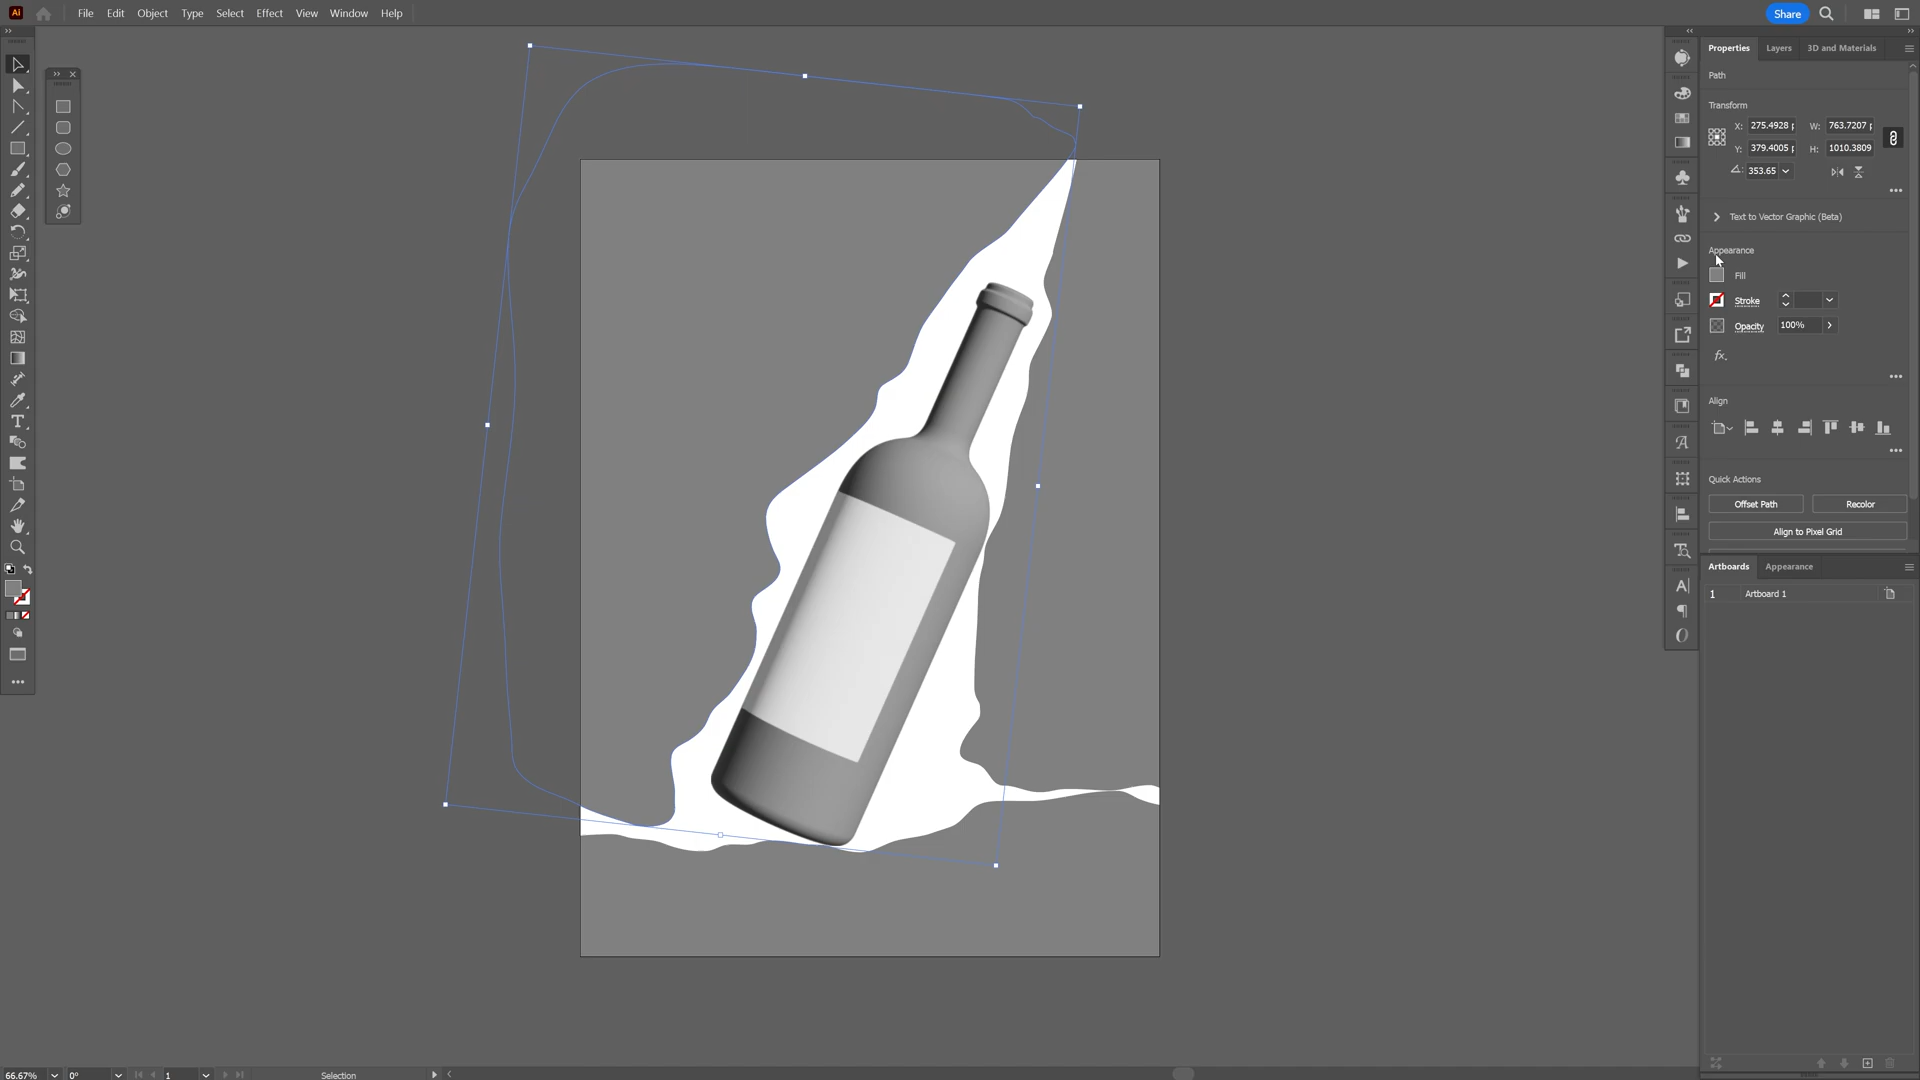 Ai File Edit Object Type Select Effect View Window Help Share
Properties Layers 3D and Materials
Path
Transform
X: 275.4928 p W: 763.7207 p
Y: 379.4005 p H: 1010.3809
353.65
Text to Vector Graphic (Beta)
Appearance
Fill
Stroke
Opacity 100%
fx
Align
Quick Actions
Offset Path Recolor
Align to Pixel Grid
Artboards Appearance
1 Artboard 1
66.67% 0° 1 Selection